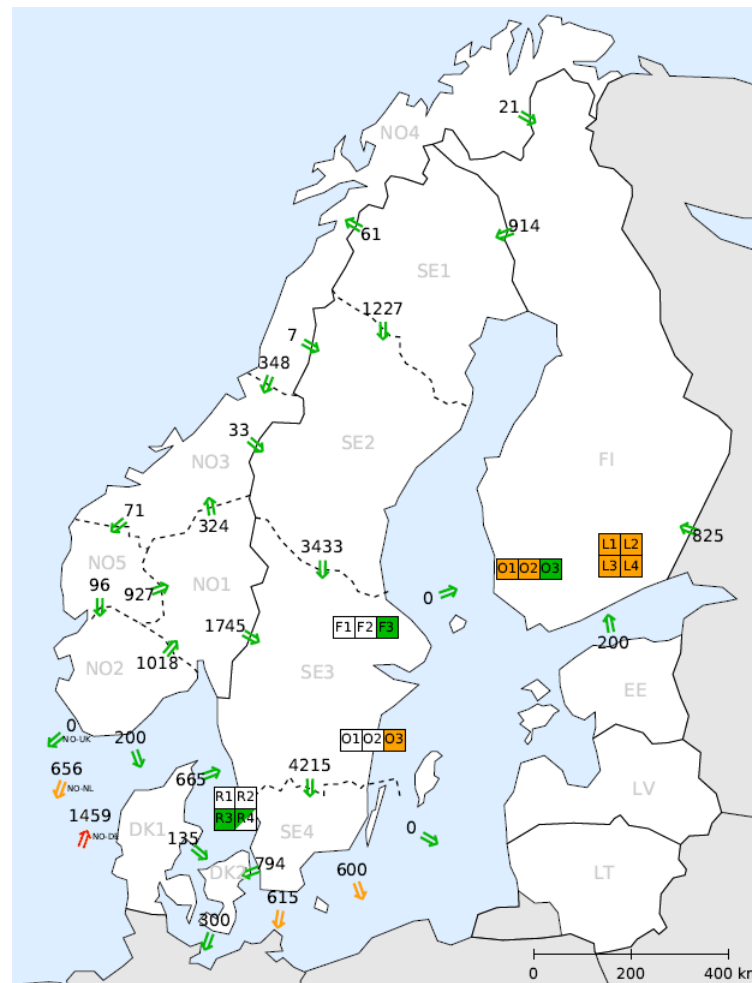 21
NO4
914
61
SE1
1227
7
348
33
SE2
NO3
FI
71
324
3433
L1 L2
825
NO5
O1 O2 O3
L3 L4
96
927
NO1
0
1745
F1 F2 F3
200
1018
NO2
SE3
EE
0
NO-UK
200
O1 O2 O3
656
NO-NL
665
4215
LV
R1 R2
1459
NO-DE
R3 R4
DK1
SE4
0
135
794
600
DK2
LT
300
615
0 200 400 km